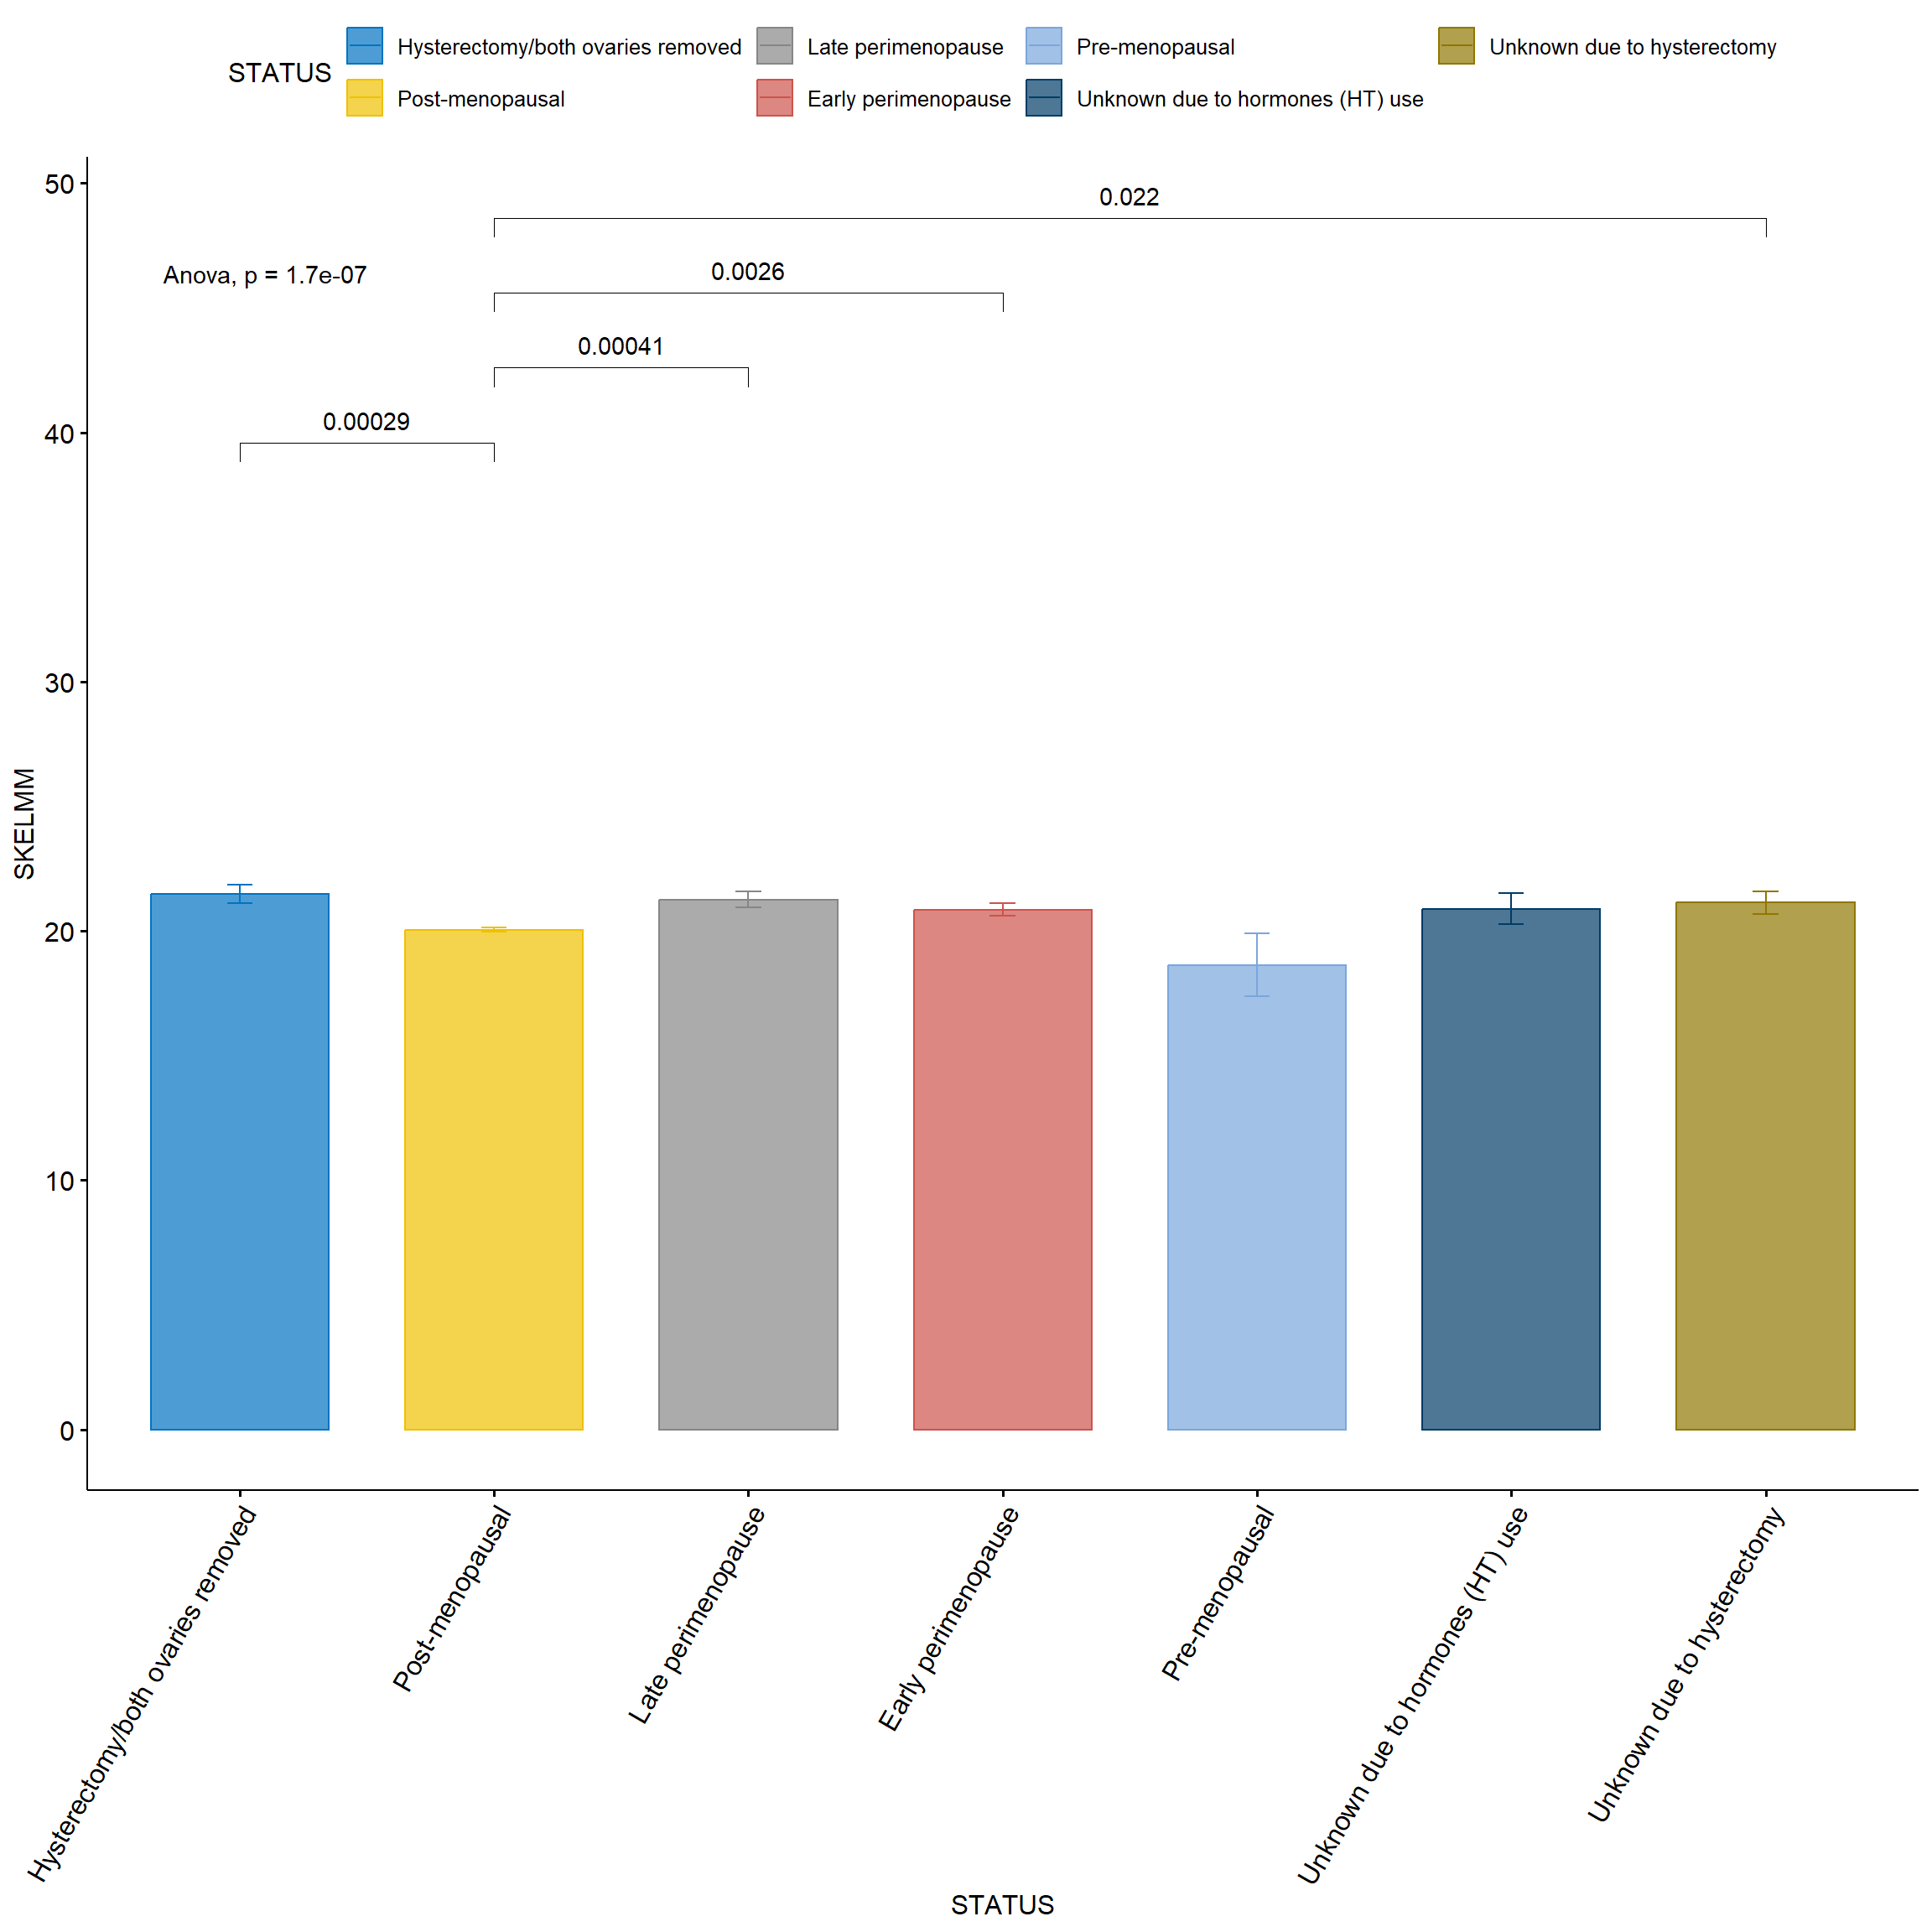 STATUS
Hysterectomy/both ovaries removed
Late perimenopause
Pre-menopausal
Unknown due to hysterectomy
Post-menopausal
Early perimenopause
Unknown due to hormones (HT) use
50
0.022
Anova, p = 1.7e-07
0.0026
0.00041
40
0.00029
30
SKELMM
20
10
0
Hysterectomy/both ovaries removed
Post-menopausal
Late perimenopause
Early perimenopause
Pre-menopausal
Unknown due to hormones (HT) use
Unknown due to hysterectomy
STATUS